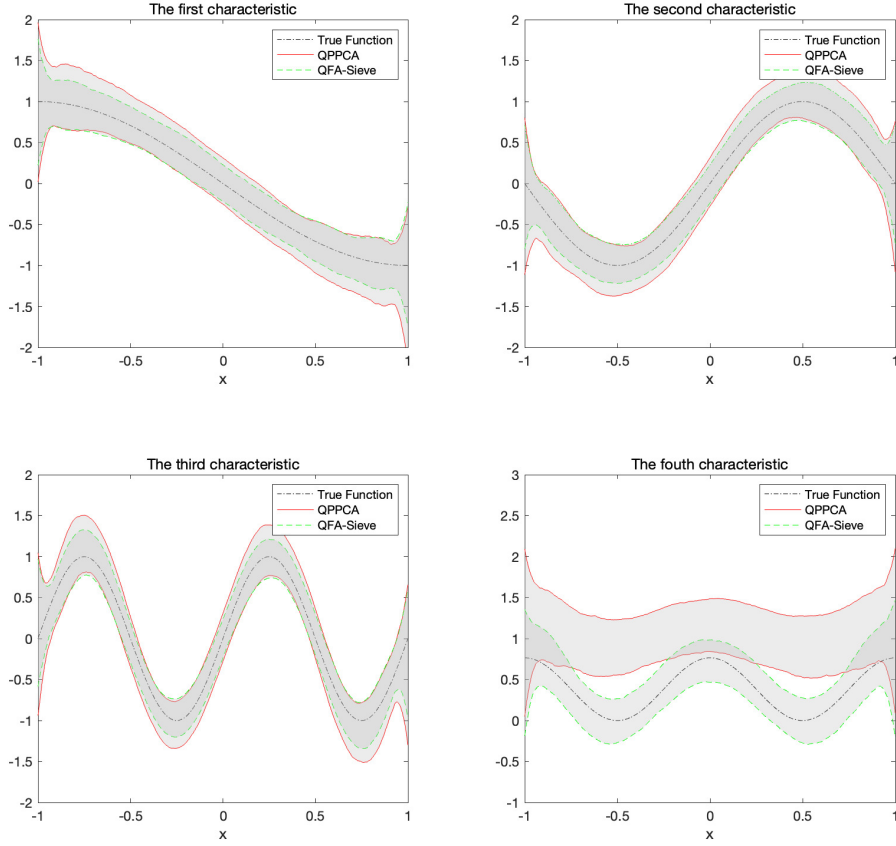 The first characteristic
2
1.5
1
0.5
0
-0.5
-1
-1.5
-2
-1
-0.5
0
0.5
1
x
True Function
QPPCA
QFA-Sieve
The second characteristic
2
1.5
1
0.5
0
-0.5
-1
-1.5
-2
-1
-0.5
0
0.5
1
x
True Function
QPPCA
QFA-Sieve
The third characteristic
2
1.5
1
0.5
0
-0.5
-1
-1.5
-2
-1
-0.5
0
0.5
1
x
True Function
QPPCA
QFA-Sieve
The fouth characteristic
3
2.5
2
1.5
1
0.5
0
-0.5
-1
-1
-0.5
0
0.5
1
x
True Function
QPPCA
QFA-Sieve